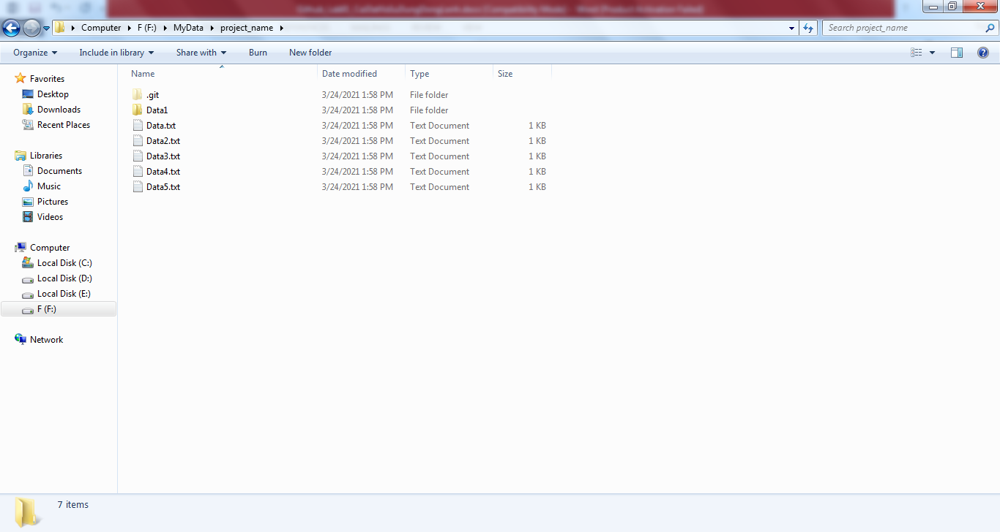 Computer F (F:) MyData project_name Search project_name
Organize Include in library Share with Burn New folder
Name Date modified Type Size
.git 3/24/2021 1:58 PM File folder
Data1 3/24/2021 1:58 PM File folder
Data.txt 3/24/2021 1:58 PM Text Document 1 KB
Data2.txt 3/24/2021 1:58 PM Text Document 1 KB
Data3.txt 3/24/2021 1:58 PM Text Document 1 KB
Data4.txt 3/24/2021 1:58 PM Text Document 1 KB
Data5.txt 3/24/2021 1:58 PM Text Document 1 KB
Favorites
Desktop
Downloads
Recent Places
Libraries
Documents
Music
Pictures
Videos
Computer
Local Disk (C:)
Local Disk (D:)
Local Disk (E:)
F (F:)
Network
7 items